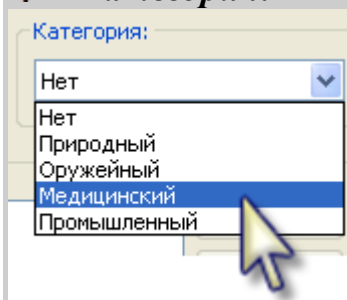 Категория:
Нет
Нет
Природный
Оружейный
Медицинский
Промышленный